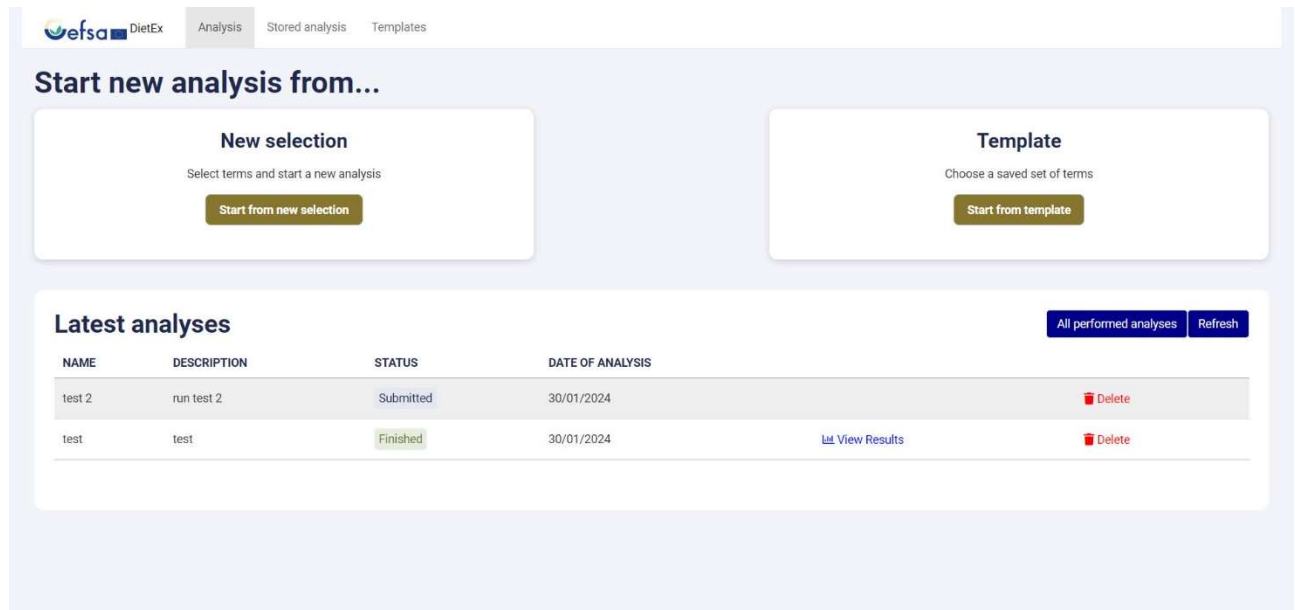 efsa DietEx Analysis Stored analysis Templates
Start new analysis from...
New selection
Select terms and start a new analysis
Start from new selection
Template
Choose a saved set of terms
Start from template
Latest analyses
All performed analyses Refresh
NAME DESCRIPTION STATUS DATE OF ANALYSIS
test 2 run test 2 Submitted 30/01/2024 Delete
test test Finished 30/01/2024 View Results Delete